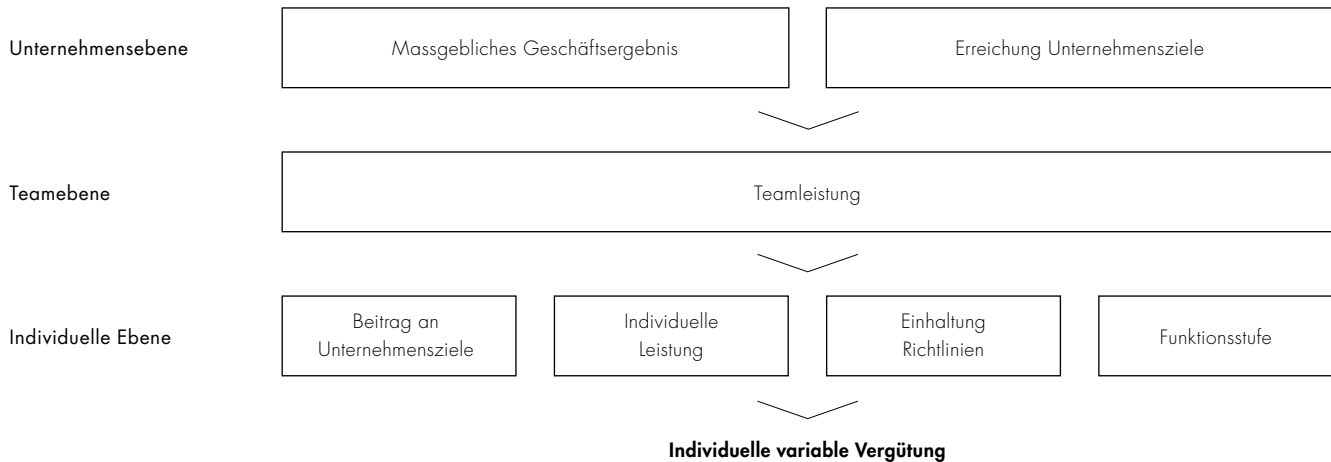 Unternehmensebene
Massgebliches Geschäftsergebnis
Erreichung Unternehmensziele
Teamebene
Teamleistung
Individuelle Ebene
Beitrag an
Unternehmensziele
Individuelle
Leistung
Einhaltung
Richtlinien
Funktionsstufe
Individuelle variable Vergütung